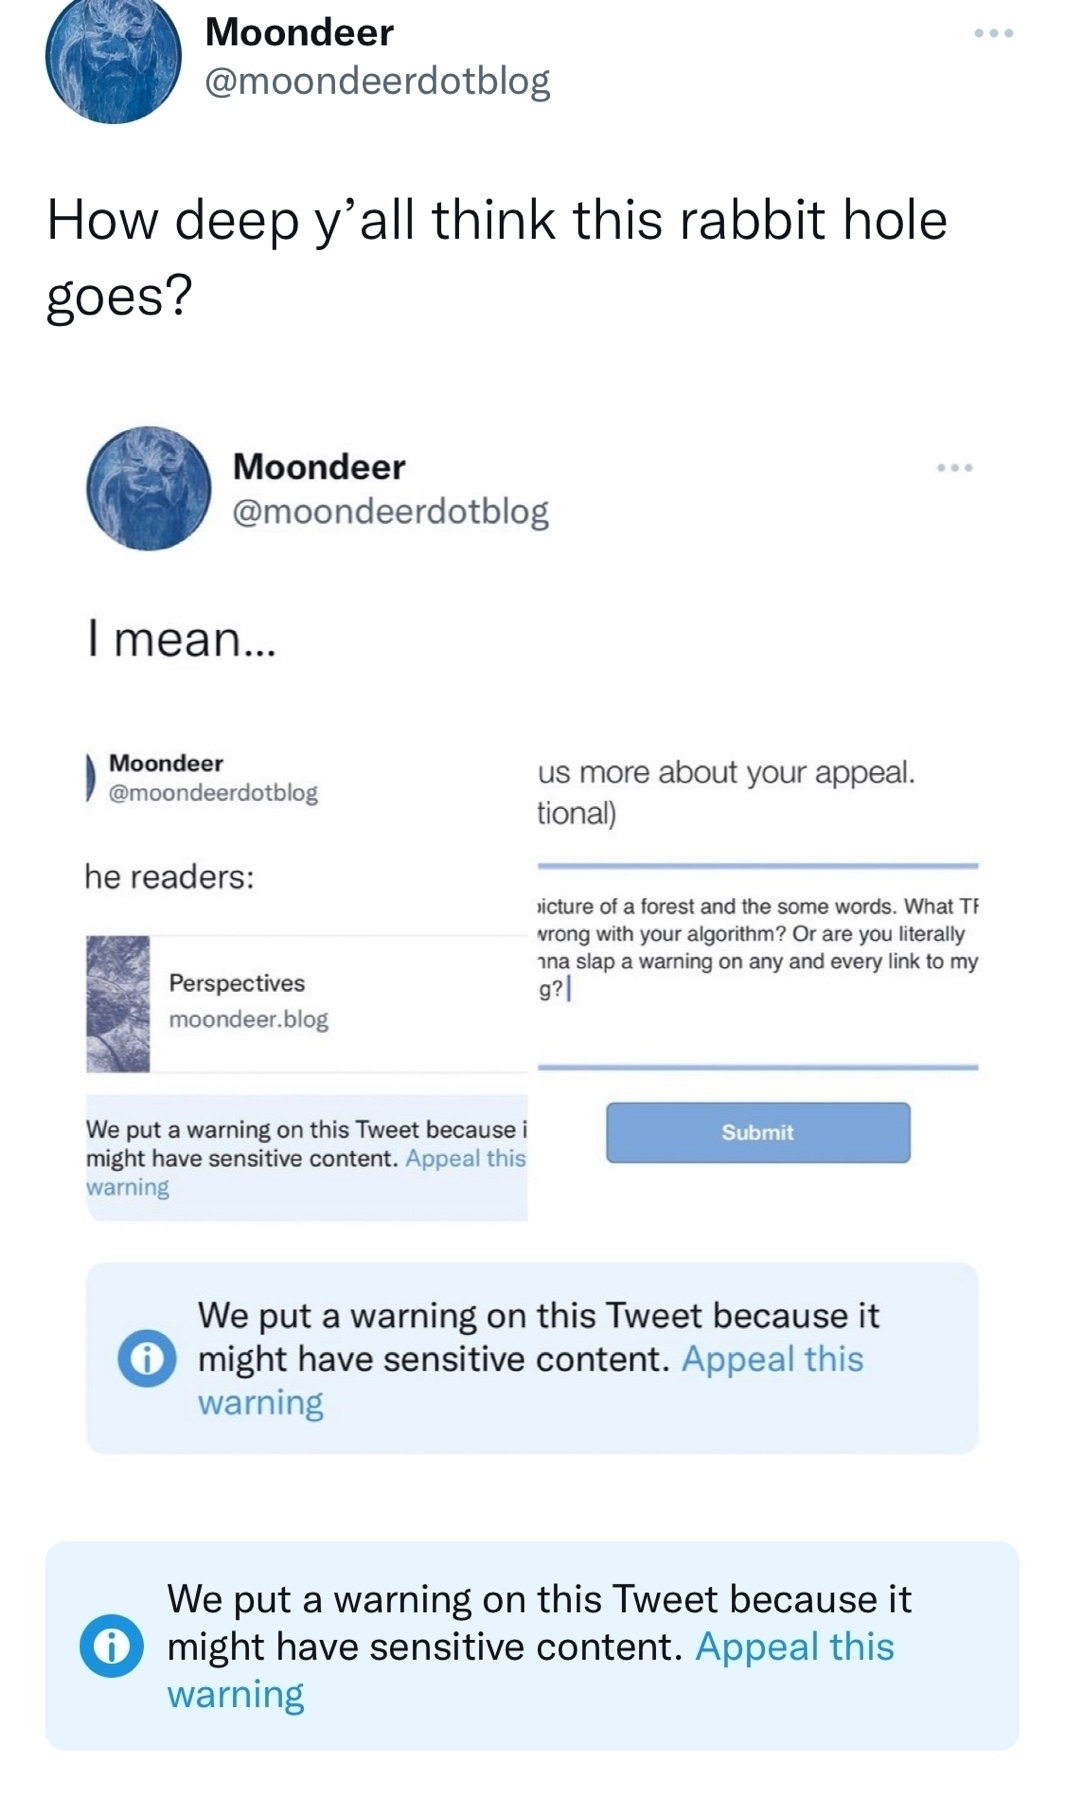 Moondeer
@moondeerdotblog
How deep y’all think this rabbit hole
goes?
Moondeer
@moondeerdotblog
I mean...
Moondeer
@moondeerdotblog
he readers:
Perspectives
moondeer.blog
We put a warning on this Tweet because i
might have sensitive content. Appeal this
warning
us more about your appeal.
tional)
icture of a forest and the some words. What TF
wrong with your algorithm? Or are you literally
nna slap a warning on any and every link to my
g?
Submit
We put a warning on this Tweet because it
might have sensitive content. Appeal this
warning
We put a warning on this Tweet because it
might have sensitive content. Appeal this
warning